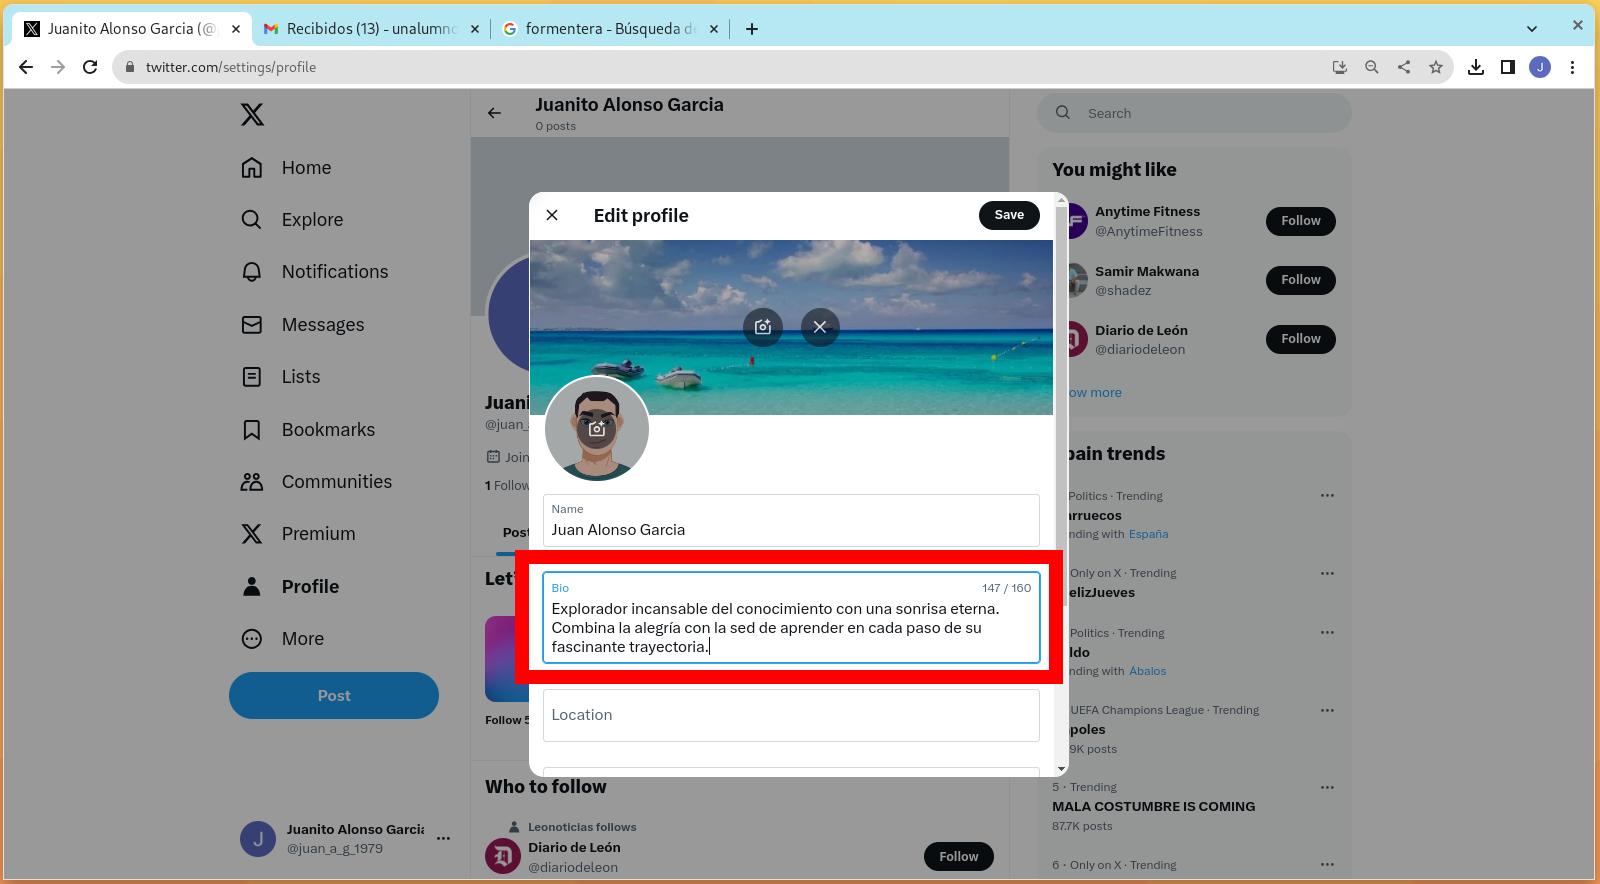 Juanito Alonso Garcia (@
Recibidos (13) - unalumno
formentera - Búsqueda de
twitter.com/settings/profile
J
Home
Explore
Notifications
Messages
Lists
Bookmarks
Communities
Premium
Profile
More
Post
J
Juanito Alonso Garcia
@juan_a_g_1979
Juanito Alonso Garcia
0 posts
Juani
@juan_
Join
1 Follow
Post
Let'
Follow 5
Who to follow
Leonoticias follows
Diario de León
@diariodeleon
Follow
Edit profile
Save
Name
Juan Alonso Garcia
Bio
147 / 160
Explorador incansable del conocimiento con una sonrisa eterna.
Combina la alegría con la sed de aprender en cada paso de su
fascinante trayectoria.
Location
Search
You might like
Anytime Fitness
@AnytimeFitness
Follow
Samir Makwana
@shadez
Follow
Diario de León
@diariodeleon
Follow
ow more
pain trends
Politics · Trending
arruecos
nding with España
Only on X · Trending
elizJueves
Politics · Trending
ldo
nding with Ábalos
UEFA Champions League · Trending
poles
9K posts
5 · Trending
MALA COSTUMBRE IS COMING
87.7K posts
6 · Only on X · Trending